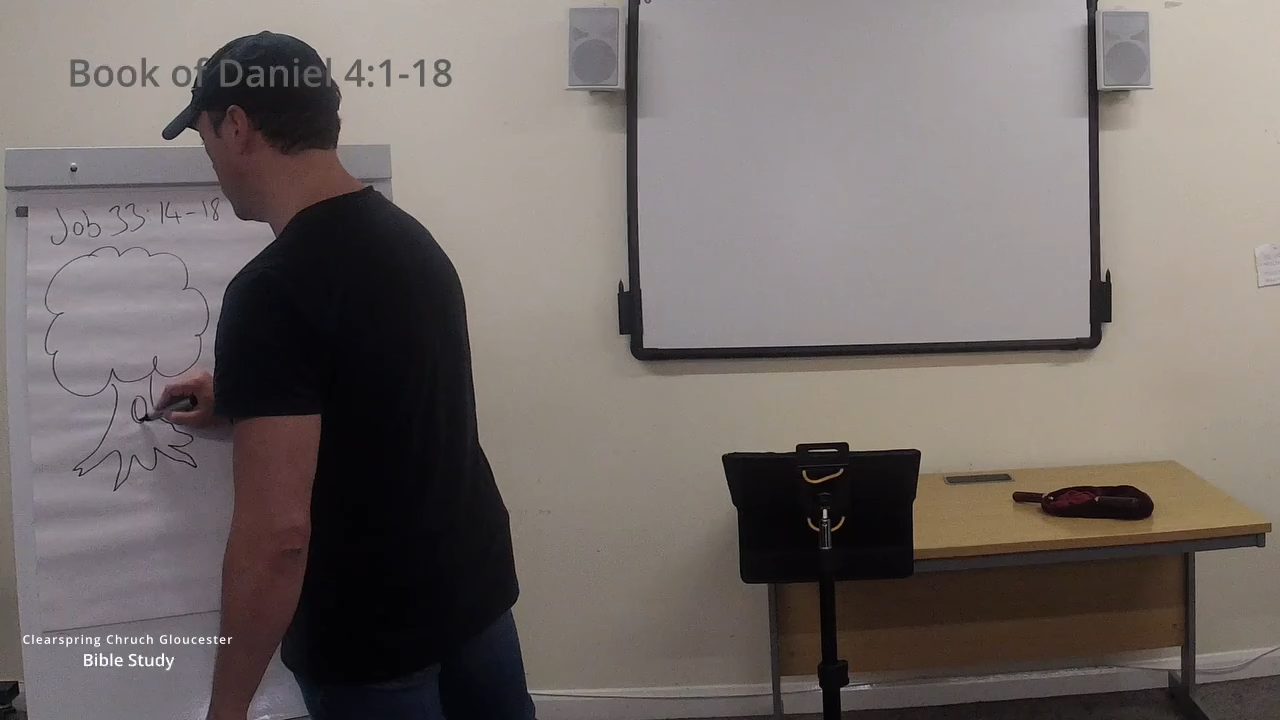 Book of Daniel 4:1-18
Job 33:14-18
Clearspring Chruch Gloucester
Bible Study